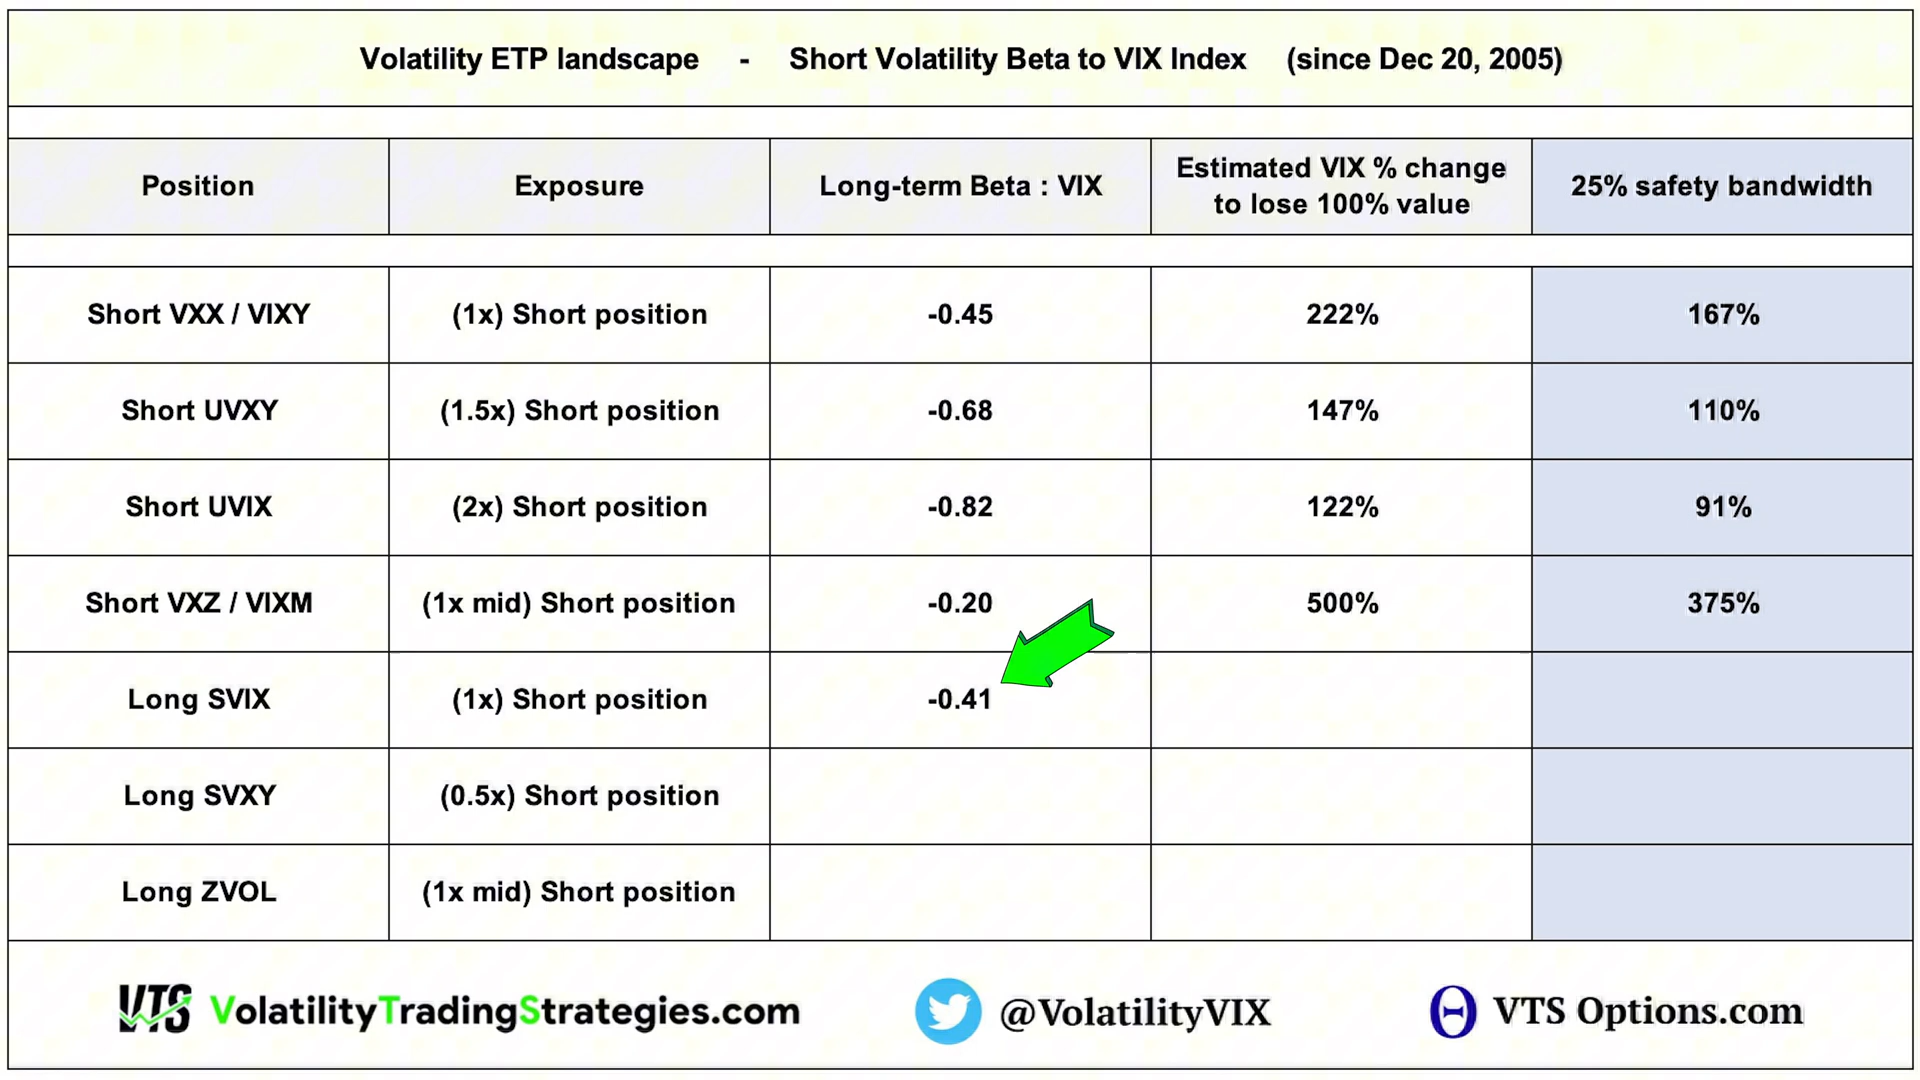 Volatility ETP landscape - Short Volatility Beta to VIX Index (since Dec 20, 2005)
Position Exposure Long-term Beta : VIX Estimated VIX % change to lose 100% value 25% safety bandwidth
Short VXX / VIXY (1x) Short position -0.45 222% 167%
Short UVXY (1.5x) Short position -0.68 147% 110%
Short UVIX (2x) Short position -0.82 122% 91%
Short VXZ / VIXM (1x mid) Short position -0.20 500% 375%
Long SVIX (1x) Short position -0.41
Long SVXY (0.5x) Short position
Long ZVOL (1x mid) Short position
VTS VolatilityTradingStrategies.com @VolatilityVIX VTS Options.com